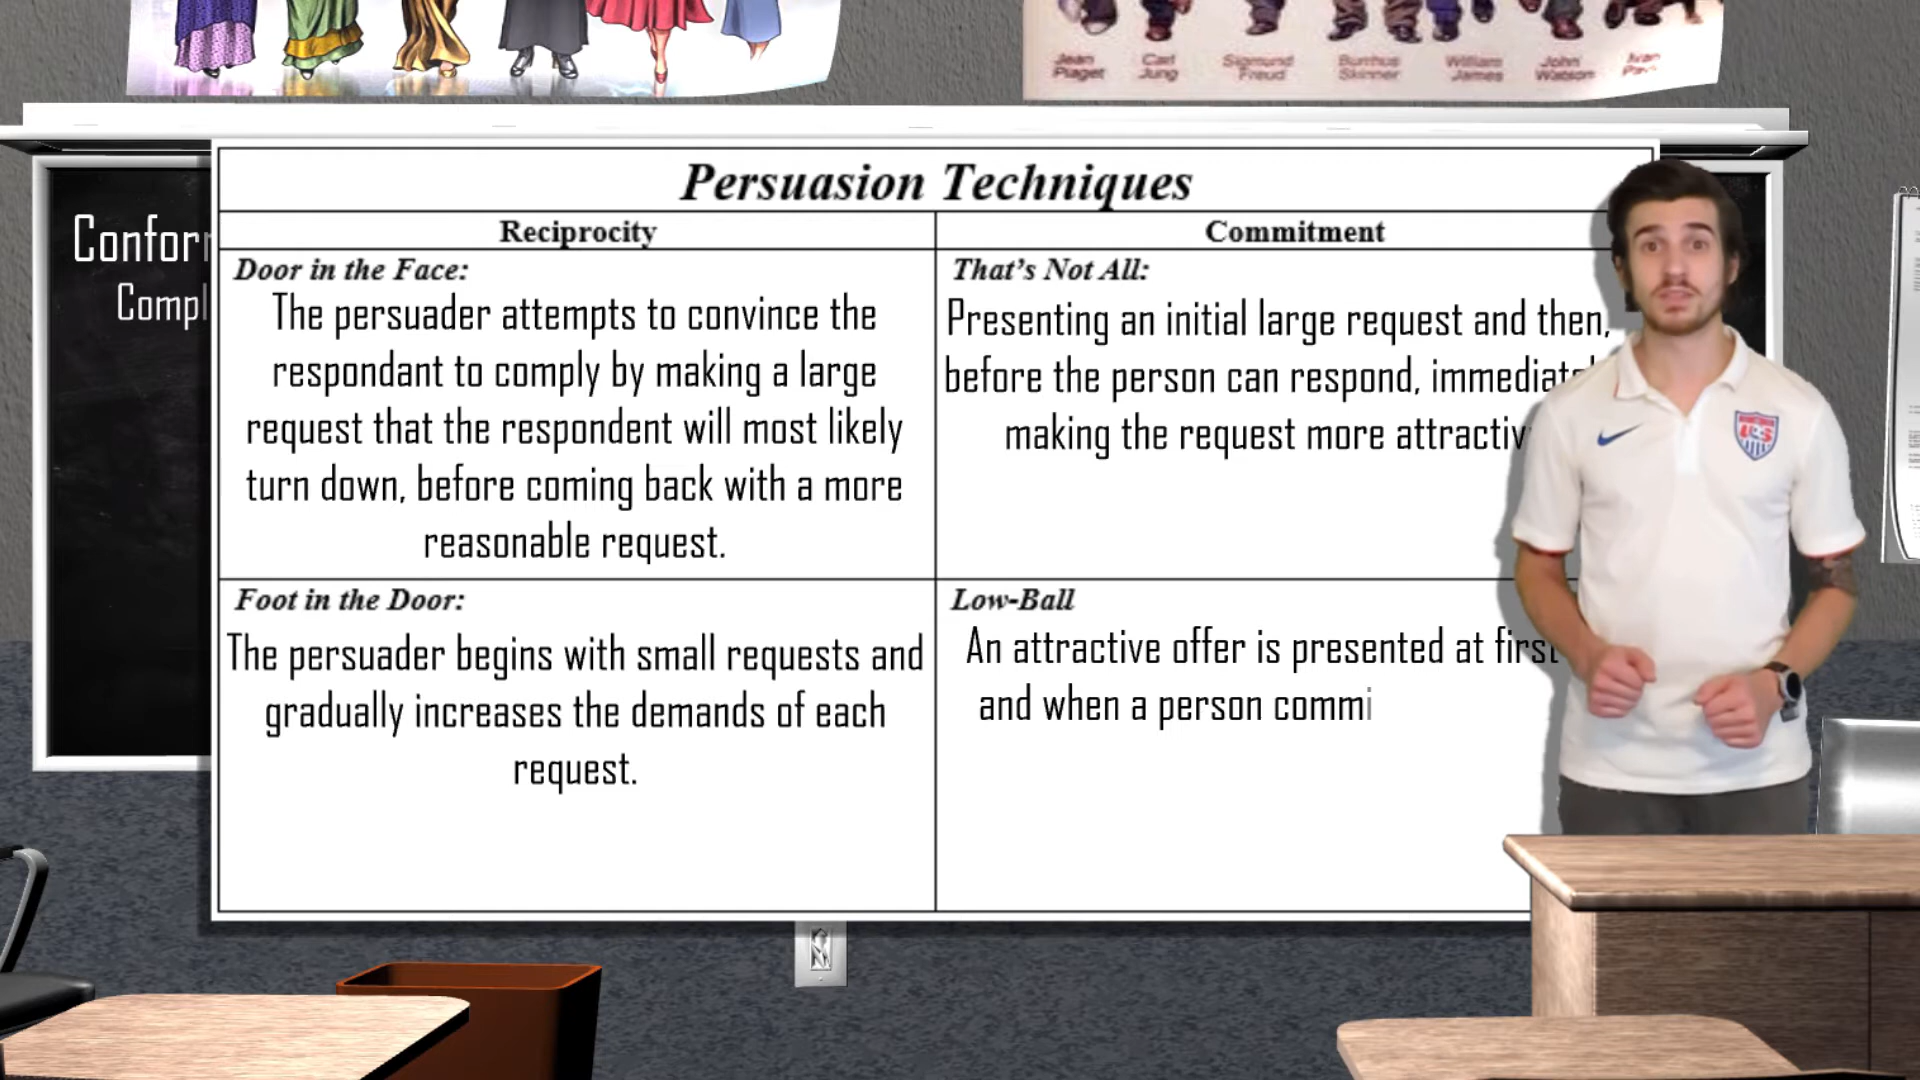 Jean Carl Sigmund Burrhus William John Ivan
Piaget Jung Freud Skinner James Watson
Persuasion Techniques
Reciprocity
Commitment
Door in the Face:
The persuader attempts to convince the
respondant to comply by making a large
request that the respondent will most likely
turn down, before coming back with a more
reasonable request.
That's Not All:
Presenting an initial large request and then,
before the person can respond,
making the request more
Foot in the Door:
The persuader begins with small requests and
gradually increases the demands of each
request.
Low-Ball
An attractive offer is presented at first
and when a person commi
Confor
Compl
US